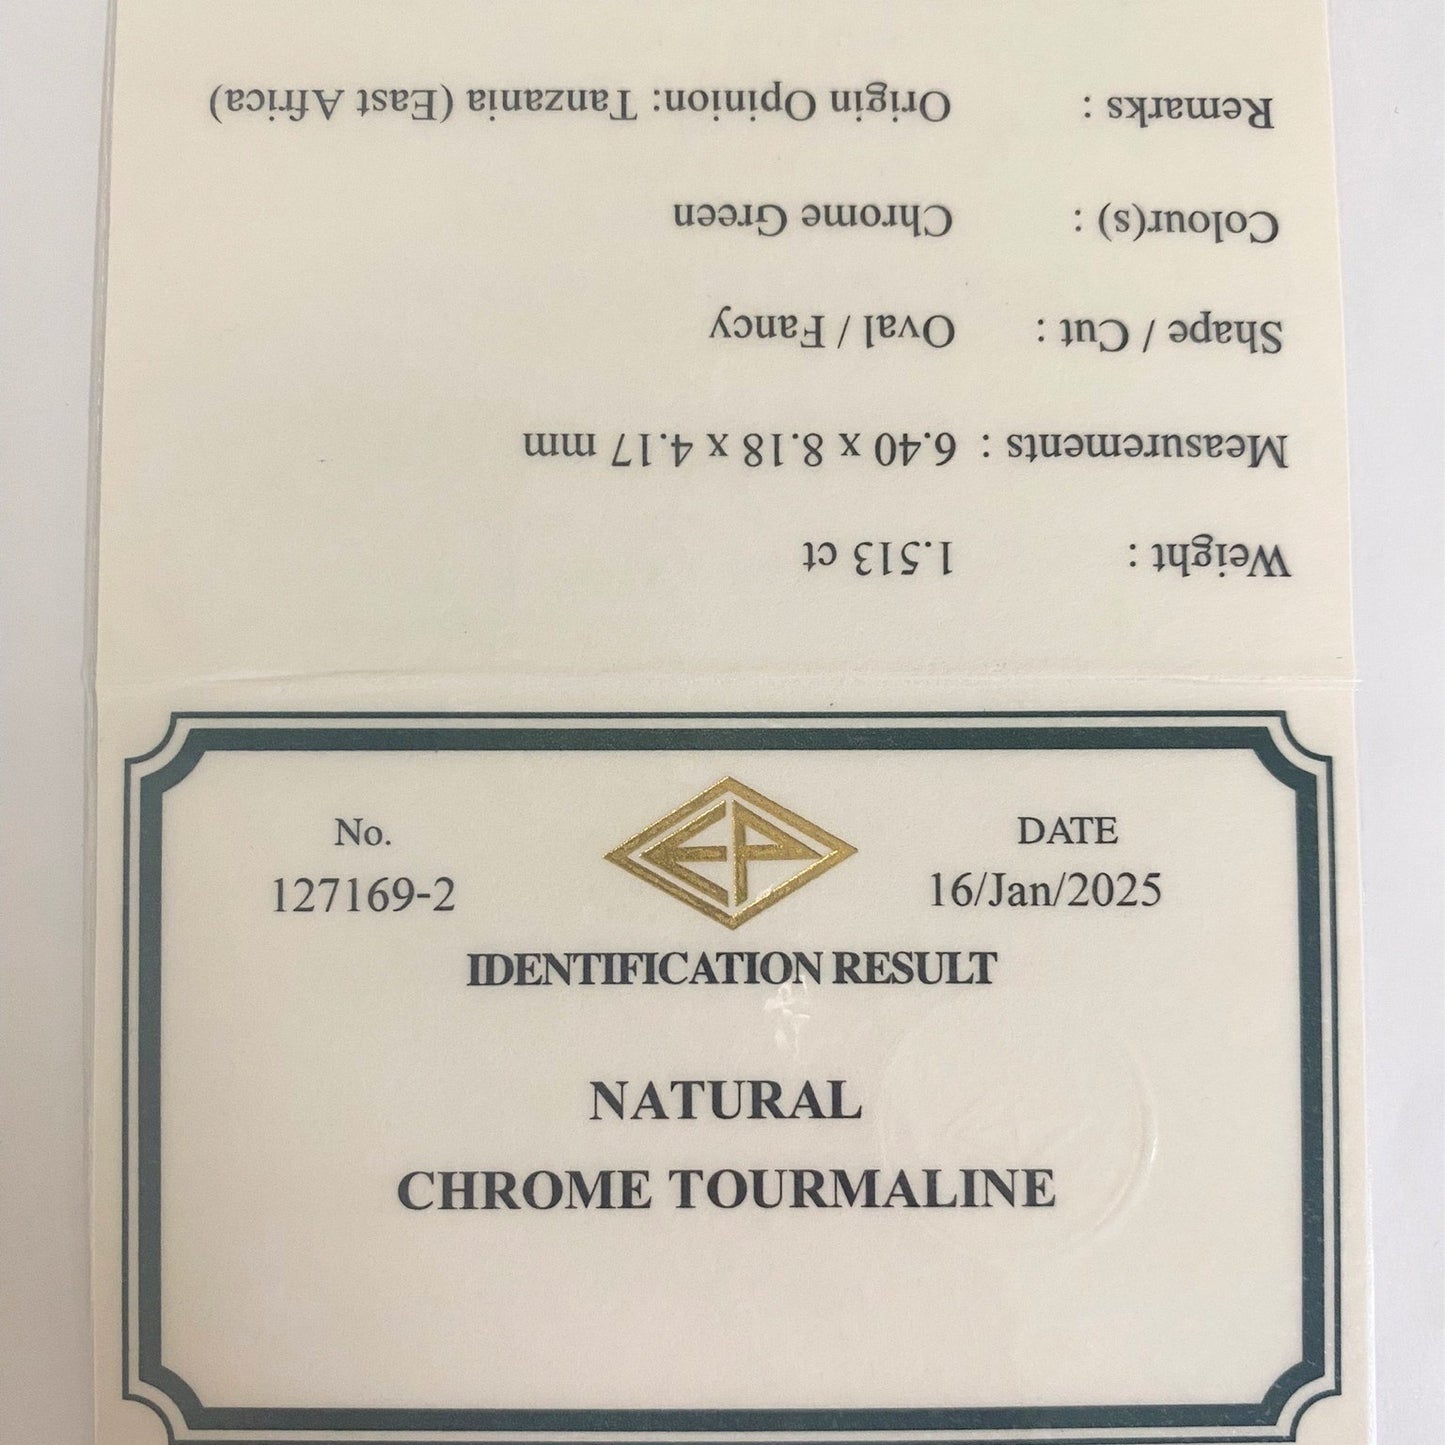 Weight : 1.513 ct
Measurements : 6.40 x 8.18 x 4.17 mm
Shape / Cut : Oval / Fancy
Colour(s) : Chrome Green
Remarks : Origin Opinion: Tanzania (East Africa)
EP
No. DATE
127169-2 16/Jan/2025
IDENTIFICATION RESULT
NATURAL
CHROME TOURMALINE